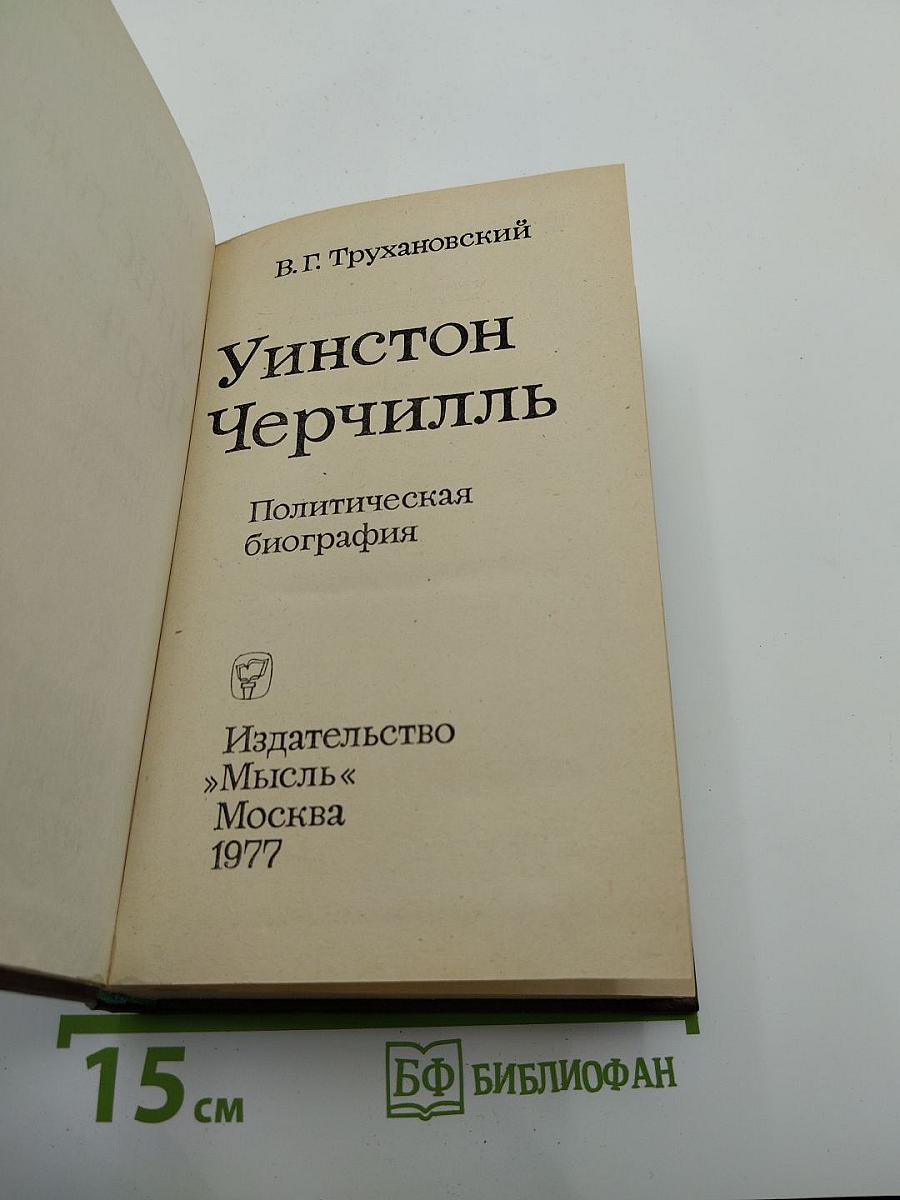 В. Г. Трухановский
Уинстон
Черчилль
Политическая
биография
Издательство
»Мысль«
Москва
1977
15 см
БФ БИБЛИОФАН